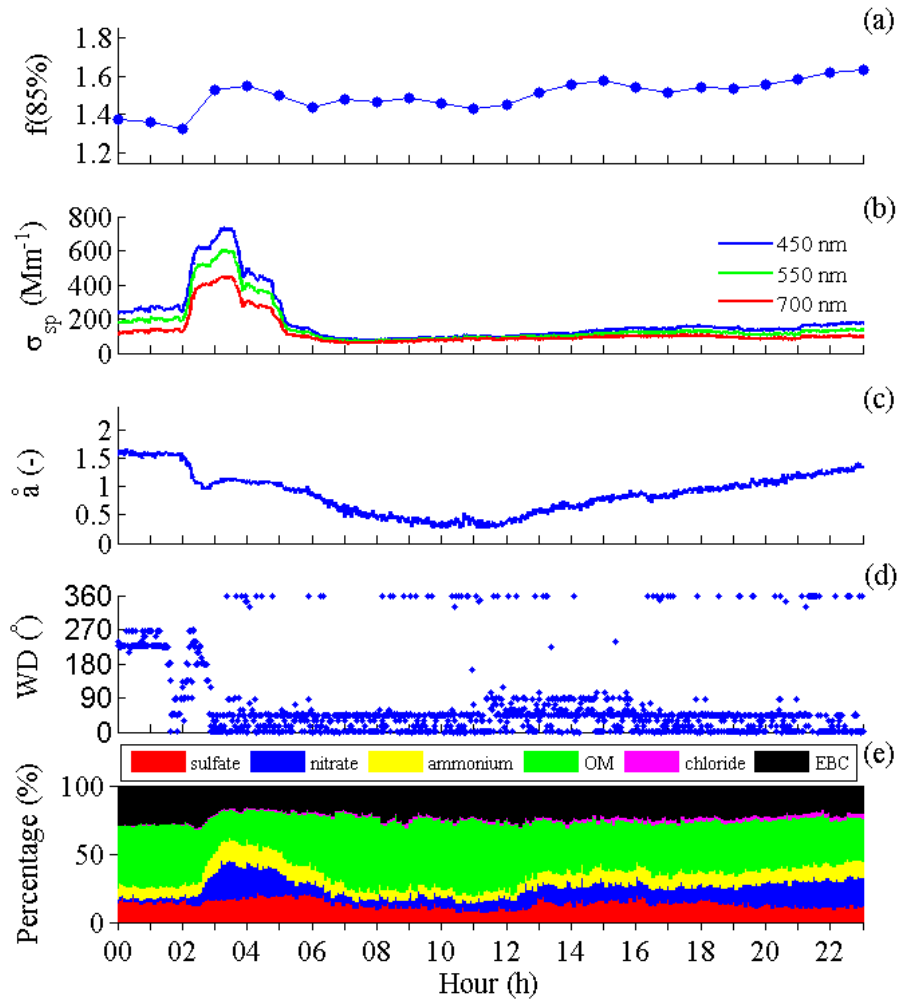 (a)
1.8
1.6
1.4
1.2
f(85%)
(b)
800
600
400
200
0
σsp (Mm-1)
450 nm
550 nm
700 nm
(c)
2
1.5
1
0.5
0
å (-)
(d)
360
270
180
90
0
WD (Å)
sulfate nitrate ammonium OM chloride EBC (e)
100
50
0
Percentage (%)
00 02 04 06 08 10 12 14 16 18 20 22
Hour (h)